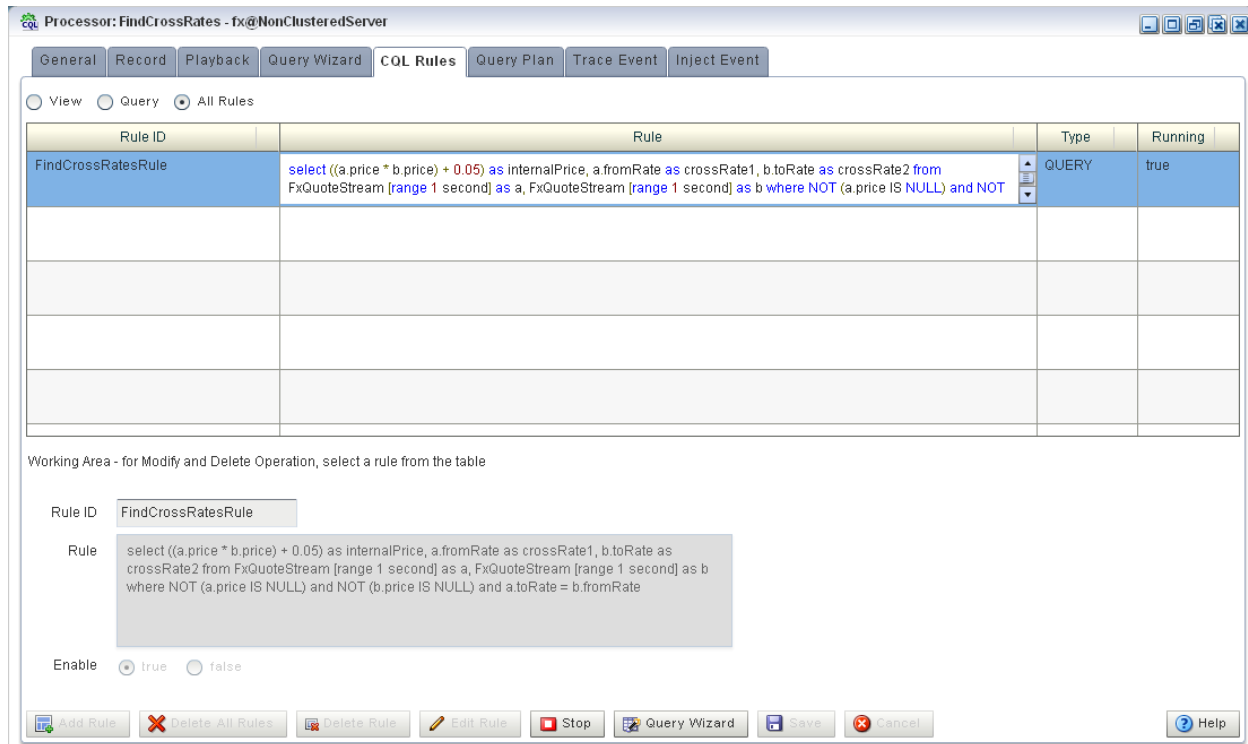 CQL Processor: FindCrossRates - fx@NonClusteredServer
General Record Playback Query Wizard CQL Rules Query Plan Trace Event Inject Event
View Query All Rules
Rule ID Rule Type Running
FindCrossRatesRule select ((a.price * b.price) + 0.05) as internalPrice, a.fromRate as crossRate1, b.toRate as crossRate2 from QUERY true
FxQuoteStream [range 1 second] as a, FxQuoteStream [range 1 second] as b where NOT (a.price IS NULL) and NOT
Working Area - for Modify and Delete Operation, select a rule from the table
Rule ID FindCrossRatesRule
Rule select ((a.price * b.price) + 0.05) as internalPrice, a.fromRate as crossRate1, b.toRate as
crossRate2 from FxQuoteStream [range 1 second] as a, FxQuoteStream [range 1 second] as b
where NOT (a.price IS NULL) and NOT (b.price IS NULL) and a.toRate = b.fromRate
Enable true false
Add Rule Delete All Rules Delete Rule Edit Rule Stop Query Wizard Save Cancel ? Help